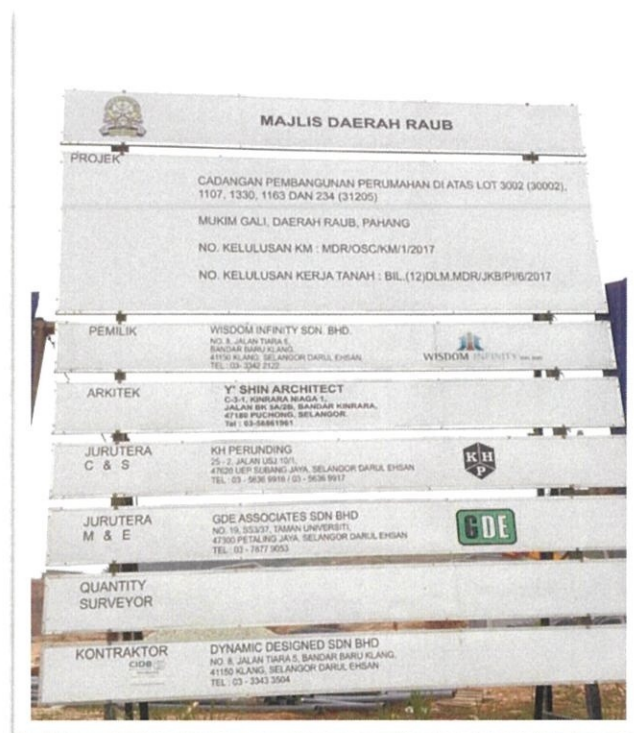 MAJLIS DAERAH RAUB
PROJEK
CADANGAN PEMBANGUNAN PERUMAHAN DI ATAS LOT 3002 (30002),
1107, 1330, 1163 DAN 234 (31205)
MUKIM GALI, DAERAH RAUB, PAHANG
NO. KELULUSAN KM : MDR/OSC/KM/1/2017
NO. KELULUSAN KERJA TANAH : BIL.(12)DLM.MDR/JKB/PI/6/2017
PEMILIK
WISDOM INFINITY SDN. BHD.
NO. 8, JALAN TIARA 5,
BANDAR BARU KLANG,
41150 KLANG, SELANGOR DARUL EHSAN
TEL : 03- 3342 2122
WISDOM INFINITY SDN. BHD.
ARKITEK
Y' SHIN ARCHITECT
C-3-1, KINRARA NIAGA 1,
JALAN BK 5A/2B, BANDAR KINRARA,
47180 PUCHONG, SELANGOR.
Tel : 03-56861961
JURUTERA
C & S
KH PERUNDING
25 - 2, JALAN USJ 10/1,
47620 UEP SUBANG JAYA, SELANGOR DARUL EHSAN
TEL : 03 - 5636 9916 / 03 - 5636 9917
KH
P
JURUTERA
M & E
GDE ASSOCIATES SDN BHD
NO. 19, SS3/37, TAMAN UNIVERSITI,
47300 PETALING JAYA, SELANGOR DARUL EHSAN
TEL : 03 - 7877 9053
GDE
QUANTITY
SURVEYOR
KONTRAKTOR
CIDB
DYNAMIC DESIGNED SDN BHD
NO. 8, JALAN TIARA 5, BANDAR BARU KLANG,
41150 KLANG, SELANGOR DARUL EHSAN
TEL : 03 - 3343 3504